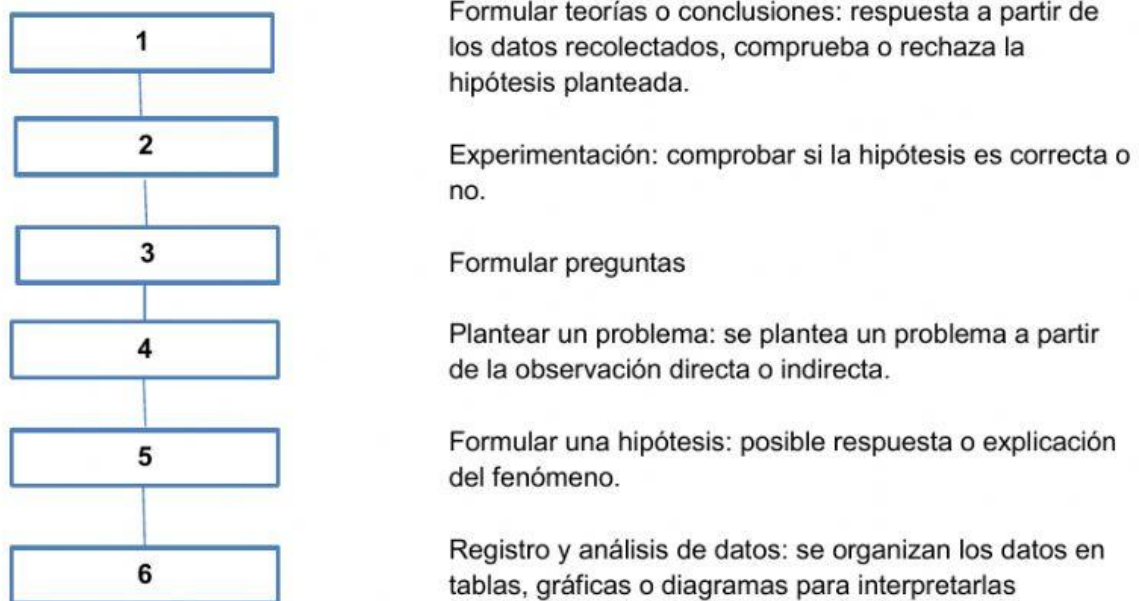 1
2
3
4
5
6
Formular teorías o conclusiones: respuesta a partir de
los datos recolectados, comprueba o rechaza la
hipótesis planteada.
Experimentación: comprobar si la hipótesis es correcta o
no.
Formular preguntas
Plantear un problema: se plantea un problema a partir
de la observación directa o indirecta.
Formular una hipótesis: posible respuesta o explicación
del fenómeno.
Registro y análisis de datos: se organizan los datos en
tablas, gráficas o diagramas para interpretarlas